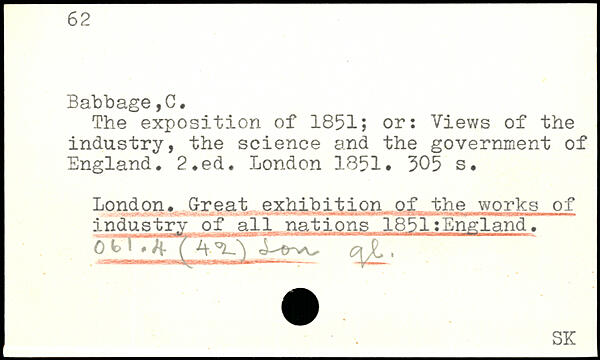 62
Babbage,C.
The exposition of 1851; or: Views of the
industry, the science and the government of
England. 2.ed. London 1851. 305 s.
London. Great exhibition of the works of
industry of all nations 1851:England.
061.4 (42) Lon gl.
SK